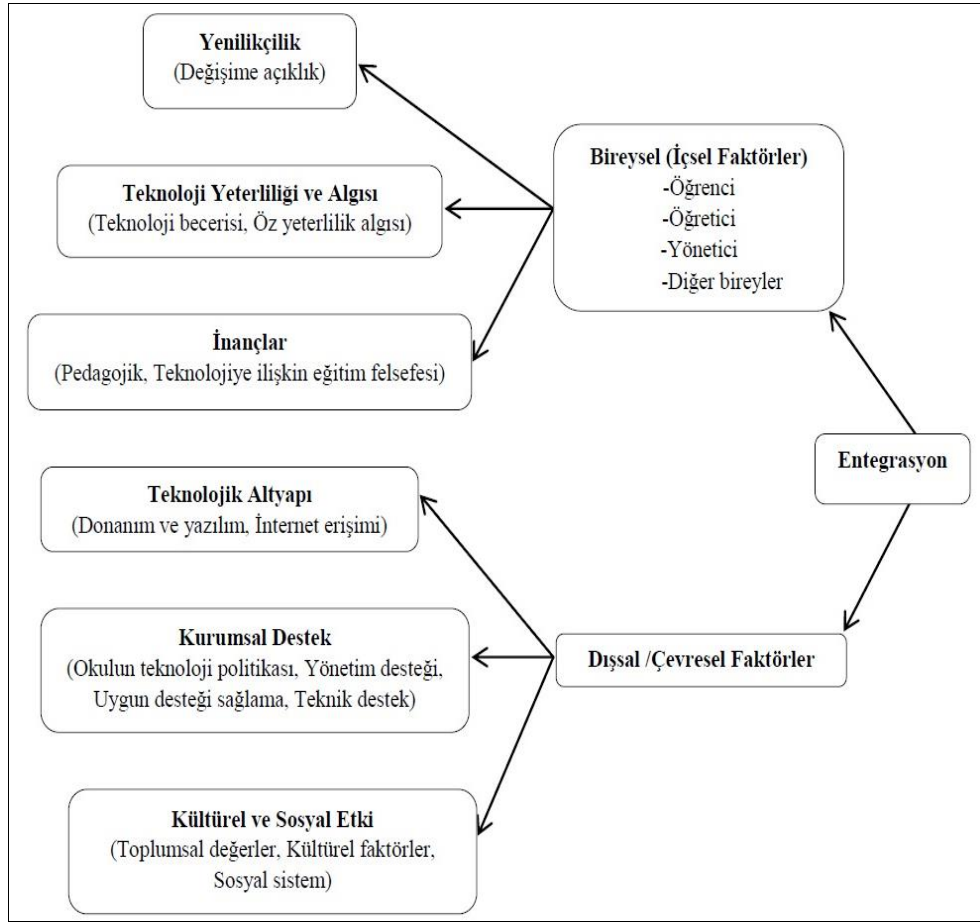 Yenilikçilik
(Değişime açıklık)
Teknoloji Yeterliliği ve Algısı
(Teknoloji becerisi, Öz yeterlilik algısı)
İnançlar
(Pedagojik, Teknolojiye ilişkin eğitim felsefesi)
Teknolojik Altyapı
(Donanım ve yazılım, İnternet erişimi)
Kurumsal Destek
(Okulun teknoloji politikası, Yönetim desteği,
Uygun desteği sağlama, Teknik destek)
Kültürel ve Sosyal Etki
(Toplumsal değerler, Kültürel faktörler,
Sosyal sistem)
Bireysel (İçsel Faktörler)
-Öğrenci
-Öğretici
-Yönetici
-Diğer bireyler
Dışsal /Çevresel Faktörler
Entegrasyon